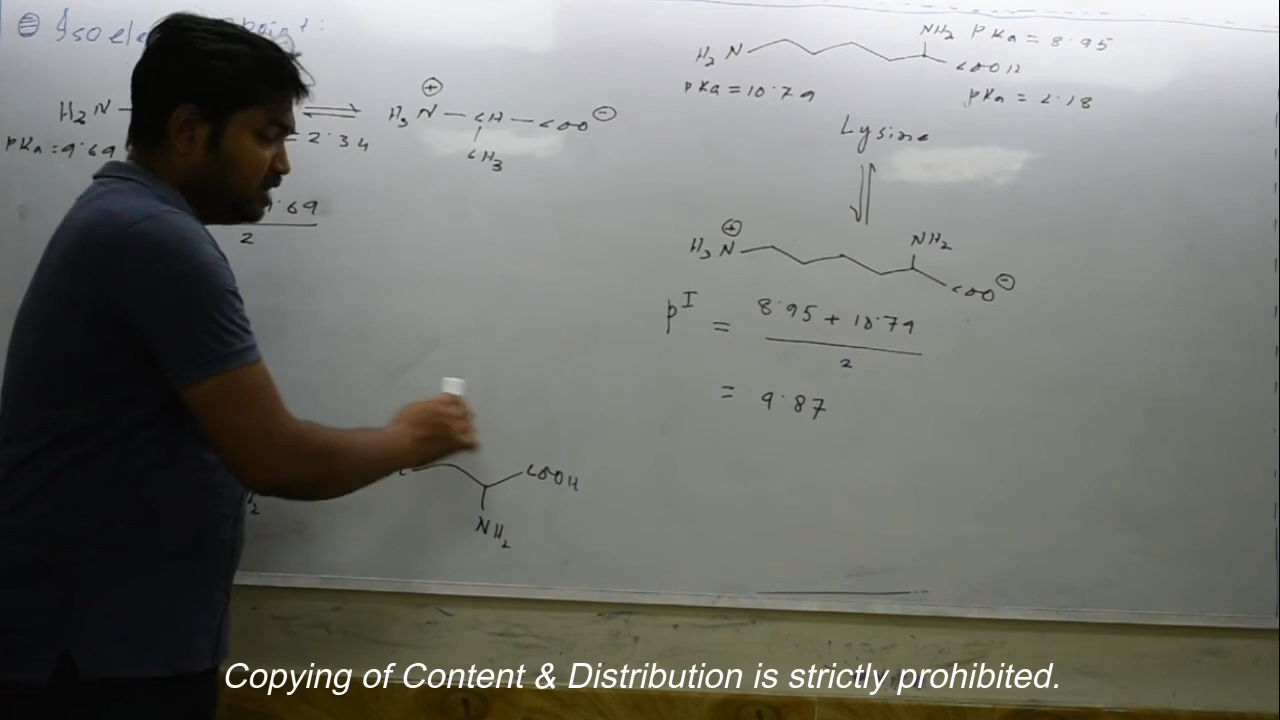 Isoel point:
H2N
pKa = 9.69
= 2.34
⊕
H3N — CH — COO⊖
CH3
.69
2
COOH
NH2
H2N
NH2 pKa = 8.95
COOH
pKa = 10.79
pKa = 2.18
Lysine
⊕
H3N
NH2
COO⊖
pI = 8.95 + 10.79
2
= 9.87
Copying of Content & Distribution is strictly prohibited.